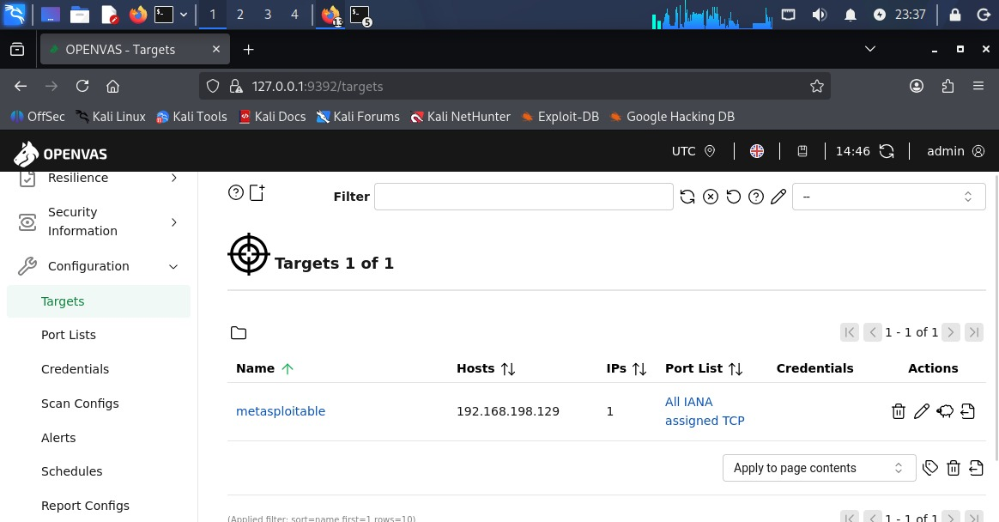 1 2 3 4 13 5 23:37
OPENVAS - Targets
127.0.0.1:9392/targets
OffSec Kali Linux Kali Tools Kali Docs Kali Forums Kali NetHunter Exploit-DB Google Hacking DB
OPENVAS UTC 14:46 admin
Resilience
Security
Information
Configuration
Targets
Port Lists
Credentials
Scan Configs
Alerts
Schedules
Report Configs
Filter --
Targets 1 of 1
1 - 1 of 1
Name Hosts IPs Port List Credentials Actions
metasploitable 192.168.198.129 1 All IANA
assigned TCP
Apply to page contents
(Applied filter: sort=name first=1 rows=10) 1 - 1 of 1